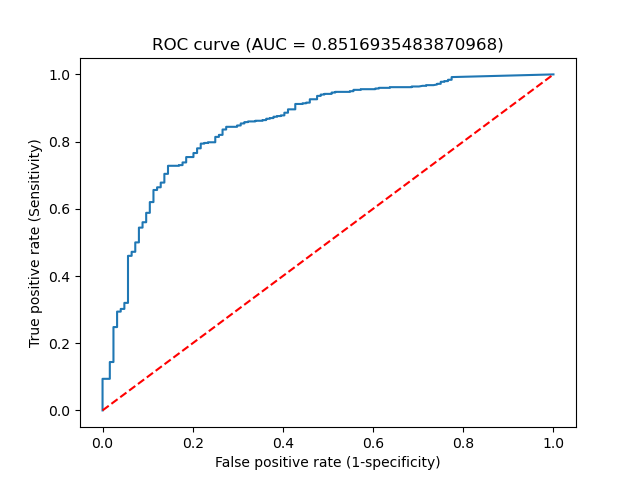 ROC curve (AUC = 0.8516935483870968)
1.0
0.8
0.6
0.4
0.2
0.0
True positive rate (Sensitivity)
0.0 0.2 0.4 0.6 0.8 1.0
False positive rate (1-specificity)